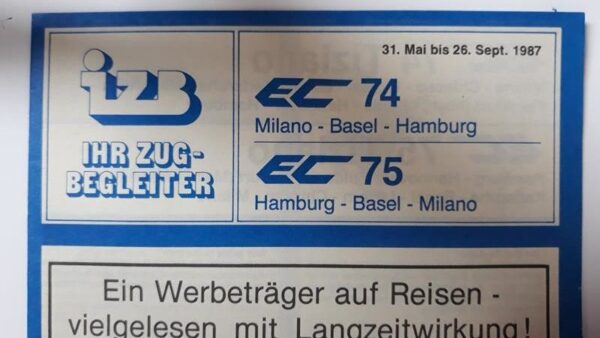 izb
IHR ZUG-
BEGLEITER
31. Mai bis 26. Sept. 1987
EC 74
Milano - Basel - Hamburg
EC 75
Hamburg - Basel - Milano
Ein Werbeträger auf Reisen -
vielgelesen mit Langzeitwirkung!